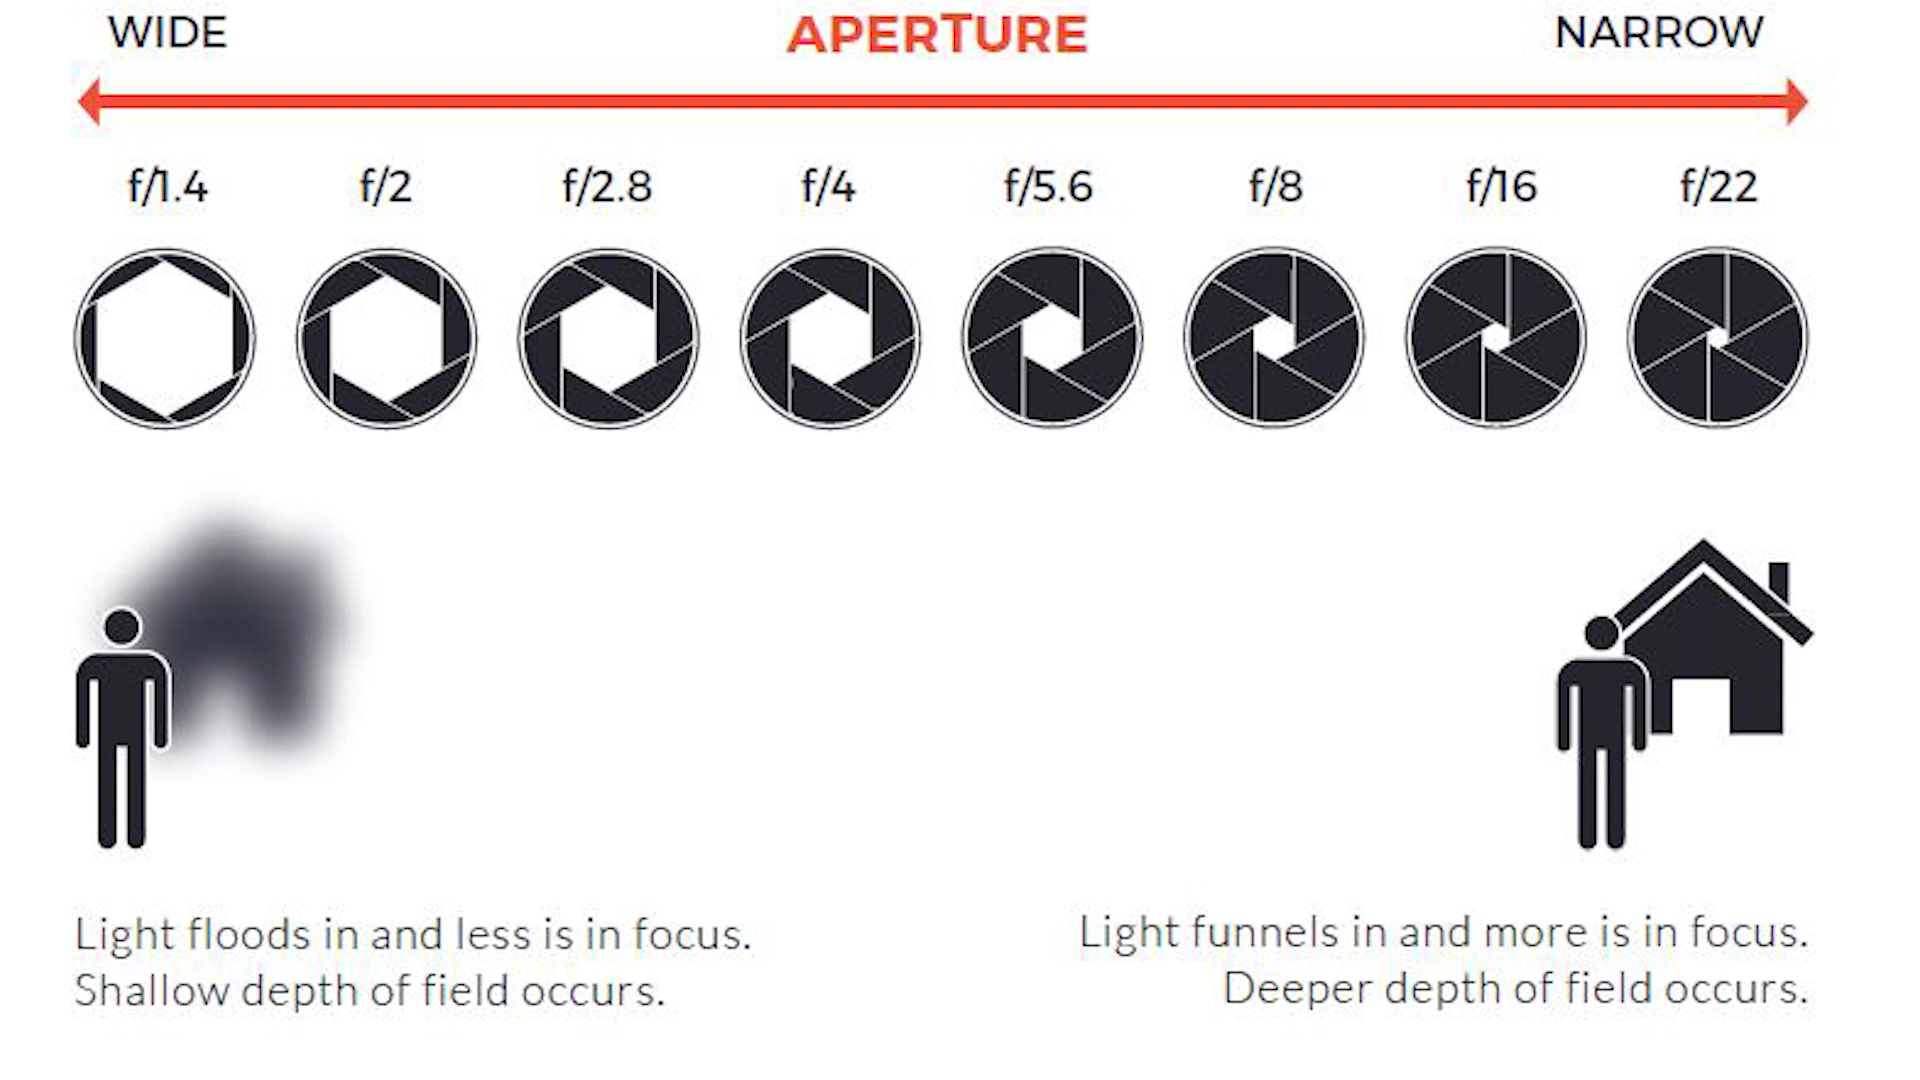 WIDE APERTURE NARROW
f/1.4 f/2 f/2.8 f/4 f/5.6 f/8 f/16 f/22
Light floods in and less is in focus.
Shallow depth of field occurs.
Light funnels in and more is in focus.
Deeper depth of field occurs.